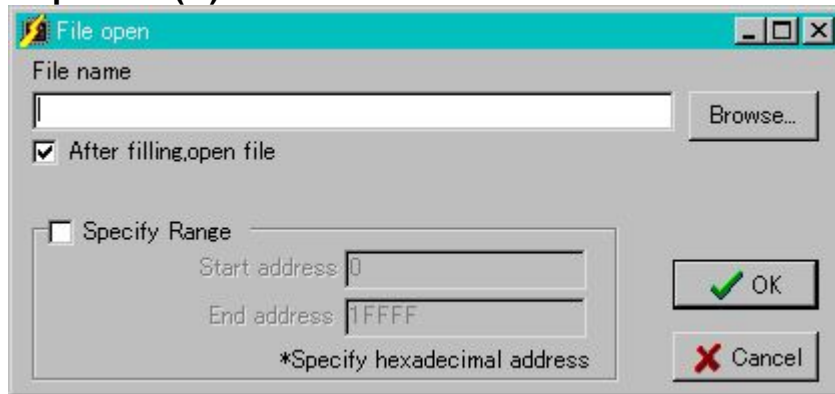 File open
File name
Browse...
After filling,open file
Specify Range
Start address 0
End address 1FFFF
*Specify hexadecimal address
OK
Cancel